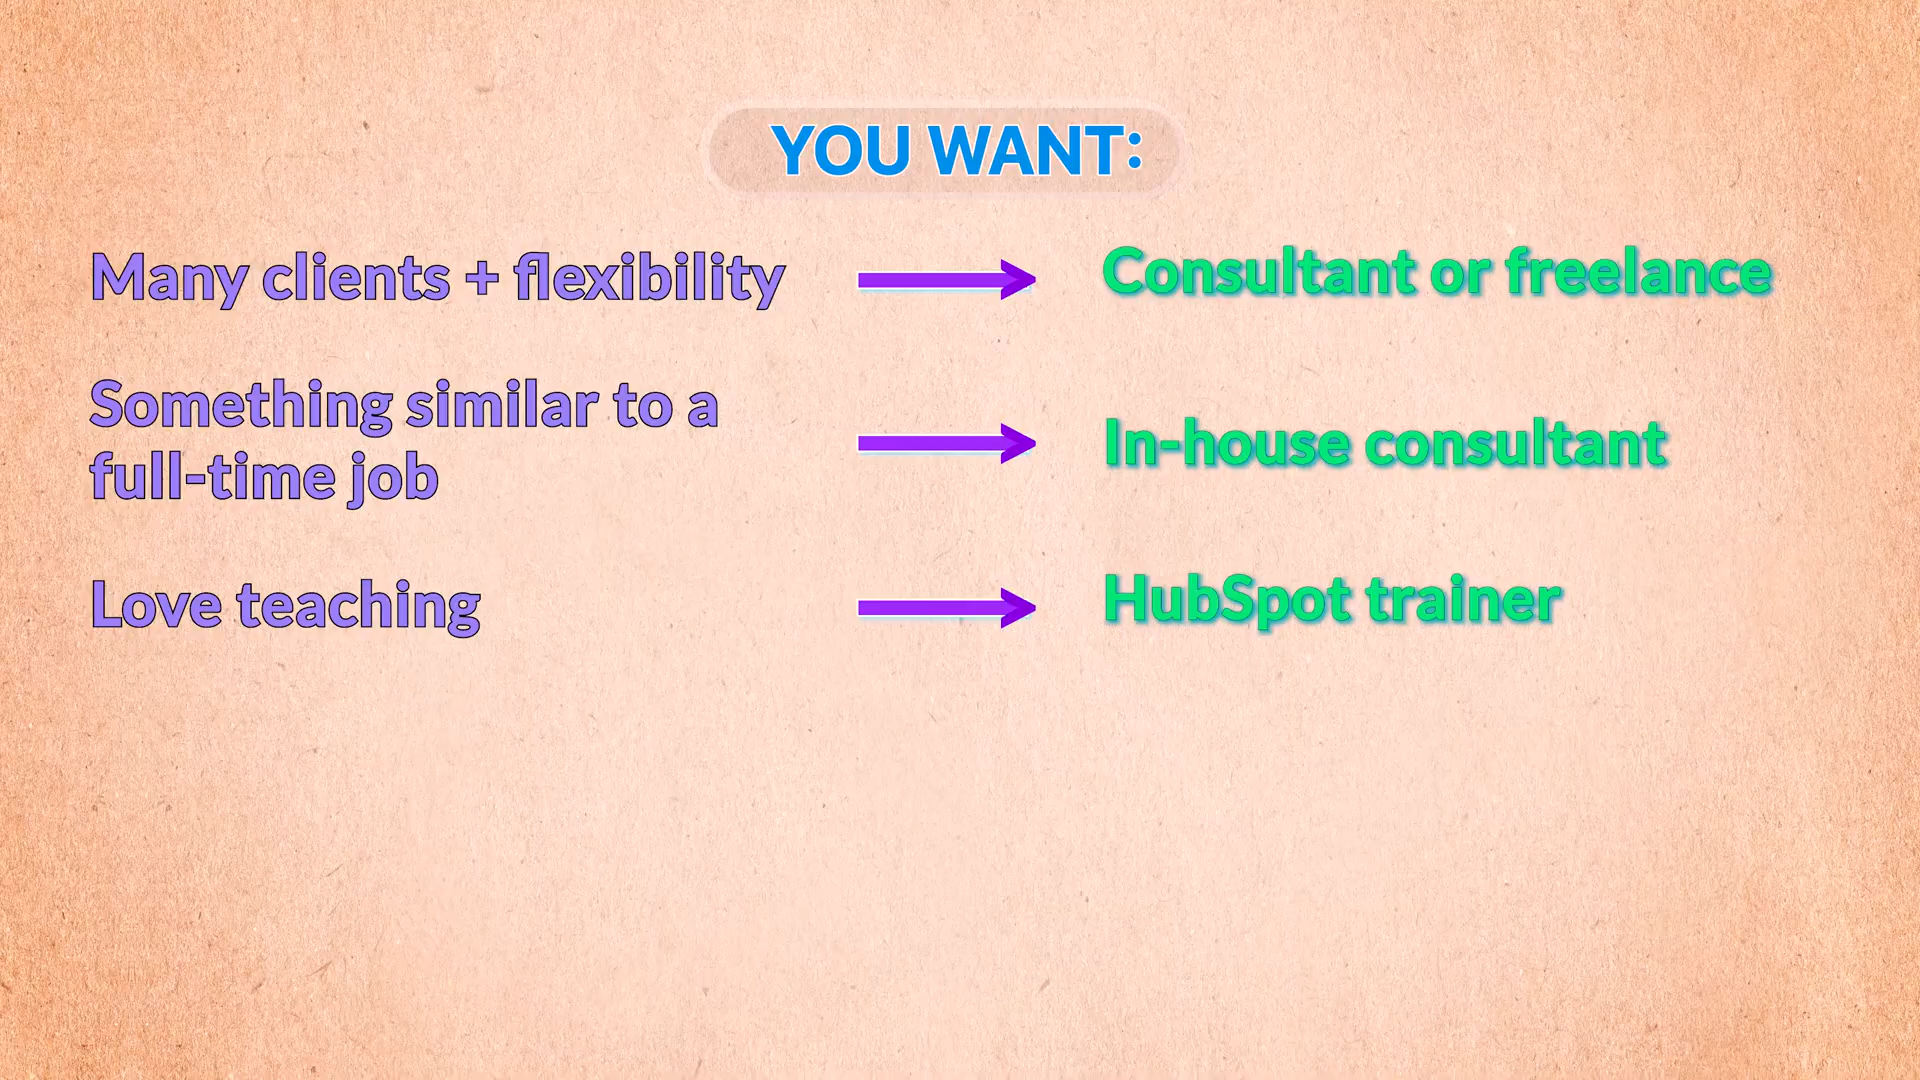 YOU WANT:
Many clients + flexibility
Consultant or freelance
Something similar to a
full-time job
In-house consultant
Love teaching
HubSpot trainer